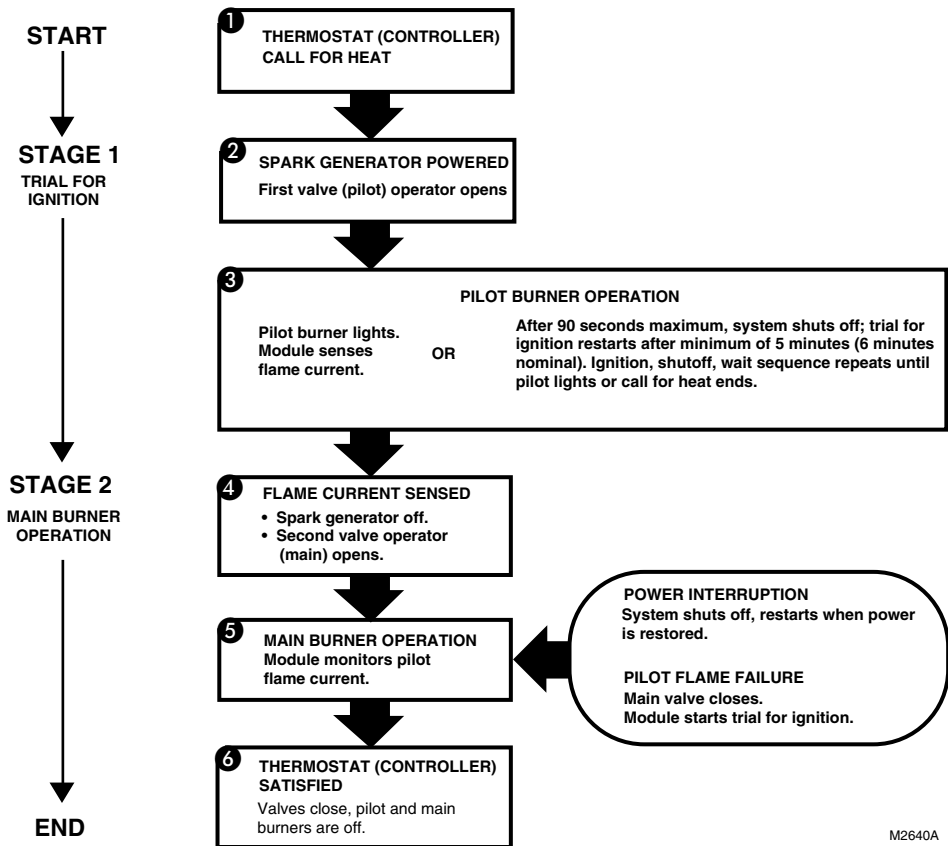 START
STAGE 1
TRIAL FOR
IGNITION
STAGE 2
MAIN BURNER
OPERATION
END
1
THERMOSTAT (CONTROLLER)
CALL FOR HEAT
2
SPARK GENERATOR POWERED
First valve (pilot) operator opens
3
PILOT BURNER OPERATION
Pilot burner lights.
Module senses
flame current.
OR
After 90 seconds maximum, system shuts off; trial for
ignition restarts after minimum of 5 minutes (6 minutes
nominal). Ignition, shutoff, wait sequence repeats until
pilot lights or call for heat ends.
4
FLAME CURRENT SENSED
• Spark generator off.
• Second valve operator
(main) opens.
5
MAIN BURNER OPERATION
Module monitors pilot
flame current.
POWER INTERRUPTION
System shuts off, restarts when power
is restored.
PILOT FLAME FAILURE
Main valve closes.
Module starts trial for ignition.
6
THERMOSTAT (CONTROLLER)
SATISFIED
Valves close, pilot and main
burners are off.
M2640A